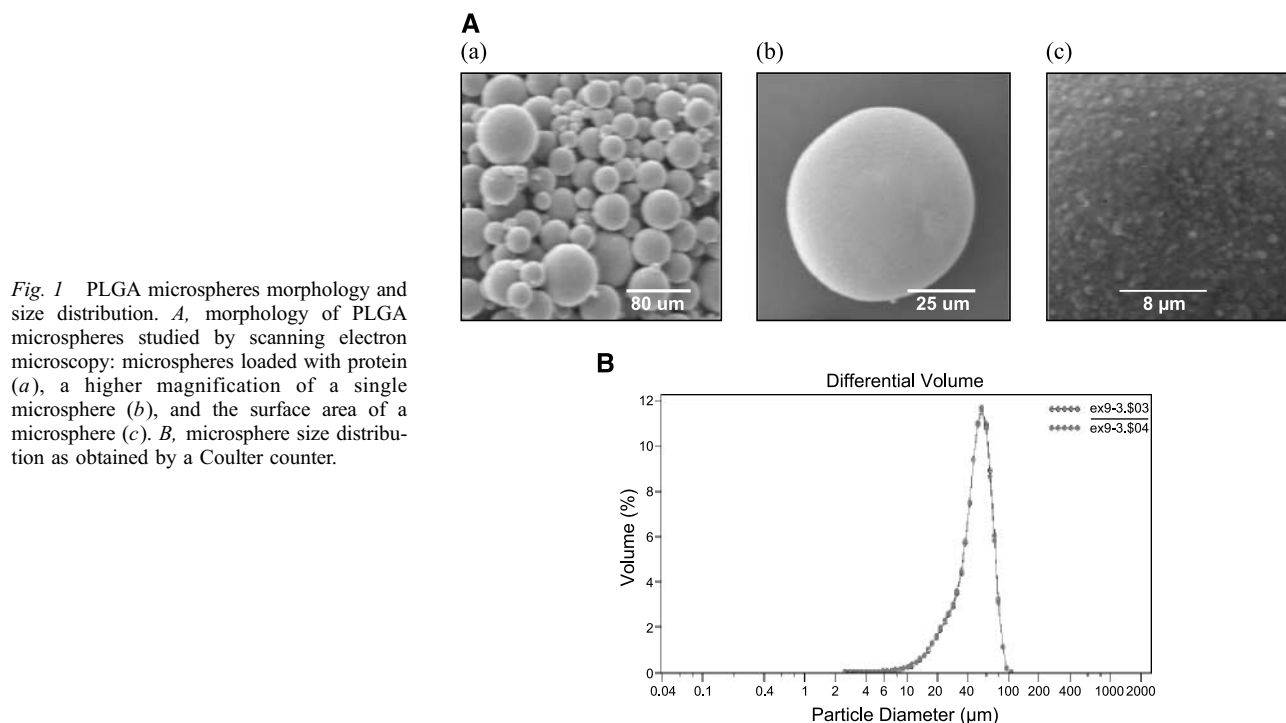 A
(a) (b) (c)
80 um
25 um
8 µm
Fig. 1 PLGA microspheres morphology and
size distribution. A, morphology of PLGA
microspheres studied by scanning electron
microscopy: microspheres loaded with protein
(a), a higher magnification of a single
microsphere (b), and the surface area of a
microsphere (c). B, microsphere size distribu-
tion as obtained by a Coulter counter.
B
Differential Volume
ex9-3.$03
ex9-3.$04
Volume (%)
12
10
8
6
4
2
0
0.04 0.1 0.4 1 2 4 6 10 20 40 100 200 400 1000 2000
Particle Diameter (µm)